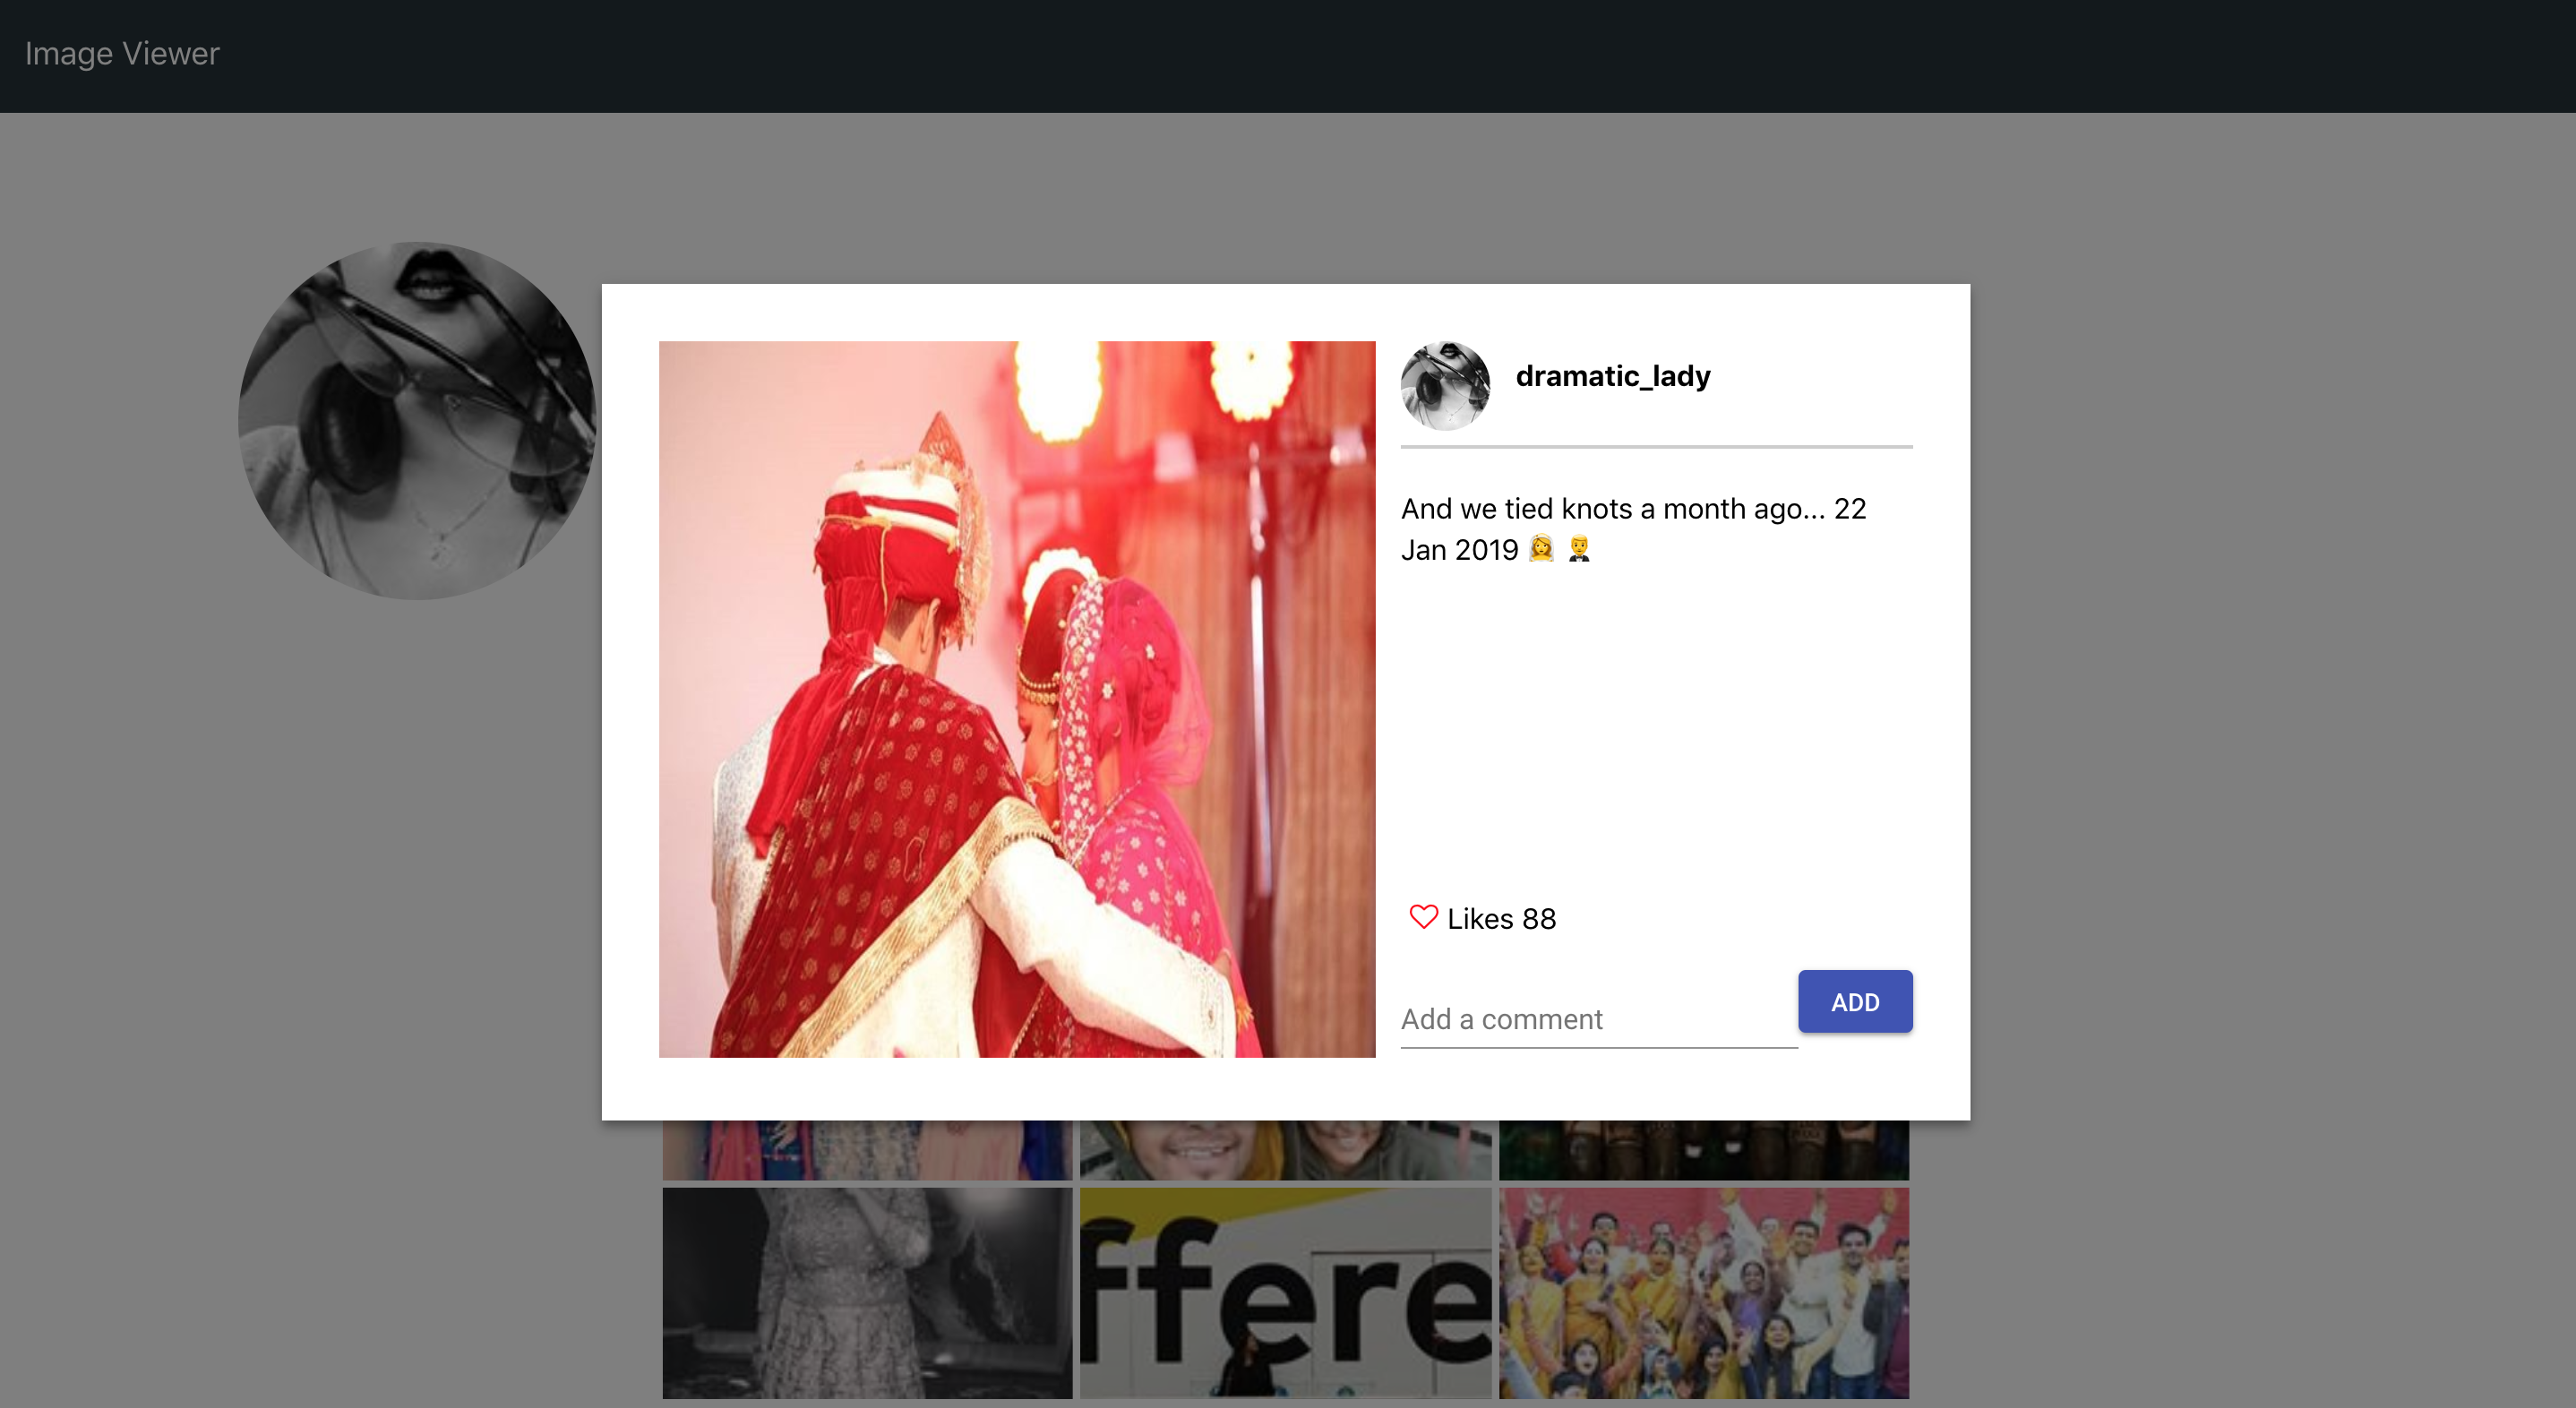 Image Viewer
dramatic_lady
And we tied knots a month ago... 22
Jan 2019 👰 🤵
Likes 88
Add a comment
ADD
ffere